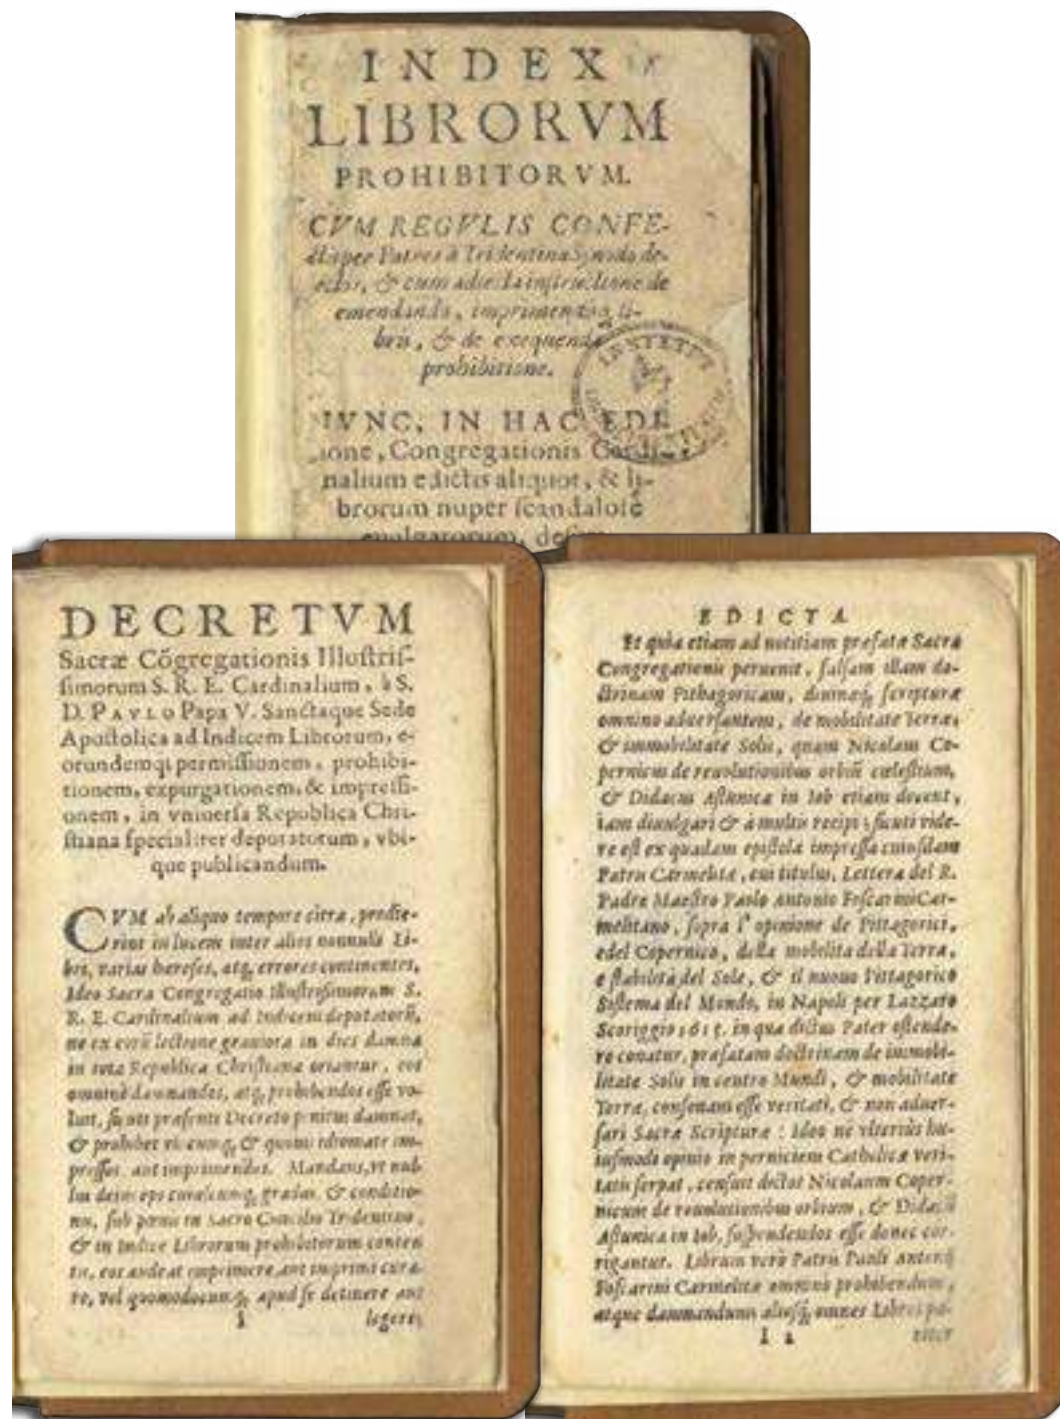 INDEX
LIBRORVM
PROHIBITORVM.
CVM REGVLIS CONFE-
ctis per Patres à Tridentina Synodo de-
& cum adiecta instructione de
emendandis, imprimendisq; li-
bris, & de exequenda
prohibitione.
NVNC, IN HAC EDI
ione, Congregationis Cardi-
nalium edictis aliquot, & li-
brorum nuper scandalosè
euulgatorum,
DECRETVM
Sacræ Cōgregationis Illustris-
simorum S. R. E. Cardinalium, à S.
D. PAVLO Papa V. Sanctaque Sede
Apostolica ad Indicem Librorum, e-
orundemq; permissionem, prohibi-
tionem, expurgationem, & impressi-
onem, in vniuersa Republica Chri-
stiana specialiter deputatorum, vbi-
que publicandum.
CVM ab aliquo tempore citra, prodie-
rint in lucem inter alios nonnulli Li-
bri, varias hereses, atq; errores continentes,
Ideo Sacra Congregatio Illustrissimorum S.
R. E. Cardinalium ad Indicem deputatorū,
ne ex eorū lectione grauiora in dies damna
in tota Republica Christiana oriantur, eos
omninò damnandos, atq; prohibendos esse vo-
luit, sicuti præsenti Decreto penitus damnat,
& prohibet vbicumq; & quouis idiomate im-
pressos aut imprimendos. Mandans, vt nul-
lus deinceps cuiuscumq; gradus, & conditio-
nis, sub pœnis in Sacro Concilio Tridentino,
& in Indice Librorum prohibitorum conten
tis, eos audeat imprimere, aut imprimi cura-
re, vel quomodocumq; apud se detinere aut
I legere;
EDICTA
Et quia etiam ad notitiam præfatæ Sacræ
Congregationis peruenit, falsam illam do-
ctrinam Pithagoricam, diuinæq; scripturæ
omnino aduersantem, de mobilitate Terræ,
& immobilitate Solis, quam Nicolaus Co-
pernicus de reuolutionibus orbiū cœlestium,
& Didacus Astunica in Iob etiam docent,
iam diuulgari & à multis recipi; sicuti vide-
re est ex quadam epistola impressa cuiusdam
Patris Carmelitæ, cui titulus, Lettera del R.
Padre Maestro Paolo Antonio Foscarini Car-
melitano, sopra l'opinione de Pittagorici,
e del Copernico, della mobilita della Terra,
e stabilita del Sole, & il nuouo Pittagorico
Sistema del Mondo, in Napoli per Lazzaro
Scoriggio 1615. in qua dictus Pater ostende-
re conatur, præfatam doctrinam de immobi-
litate Solis in centro Mundi, & mobilitate
Terræ, consonam esse veritati, & non aduer-
sari Sacræ Scripturæ: Ideo ne vlterius hu-
iusmodi opinio in perniciem Catholicæ veri-
tatis serpat, censuit dictos Nicolaum Coper-
nicum de reuolutionibus orbium, & Didacū
Astunica in Iob, suspendendos esse donec cor-
rigantur. Librum verò Patris Pauli Antonij
Foscarini Carmelitæ omninò prohibendum,
atque damnandum; aliosq; omnes Libros pa-
I 2 riter